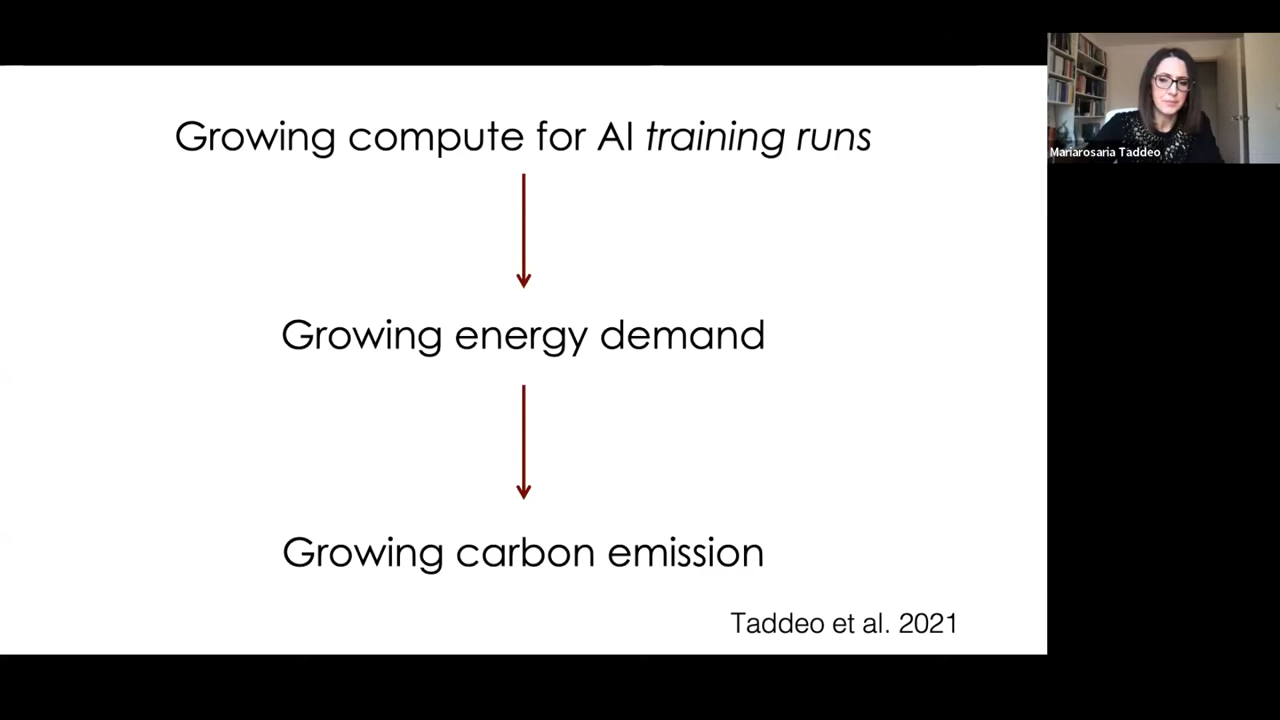 Growing compute for AI training runs
Mariarosaria Taddeo
Growing energy demand
Growing carbon emission
Taddeo et al. 2021